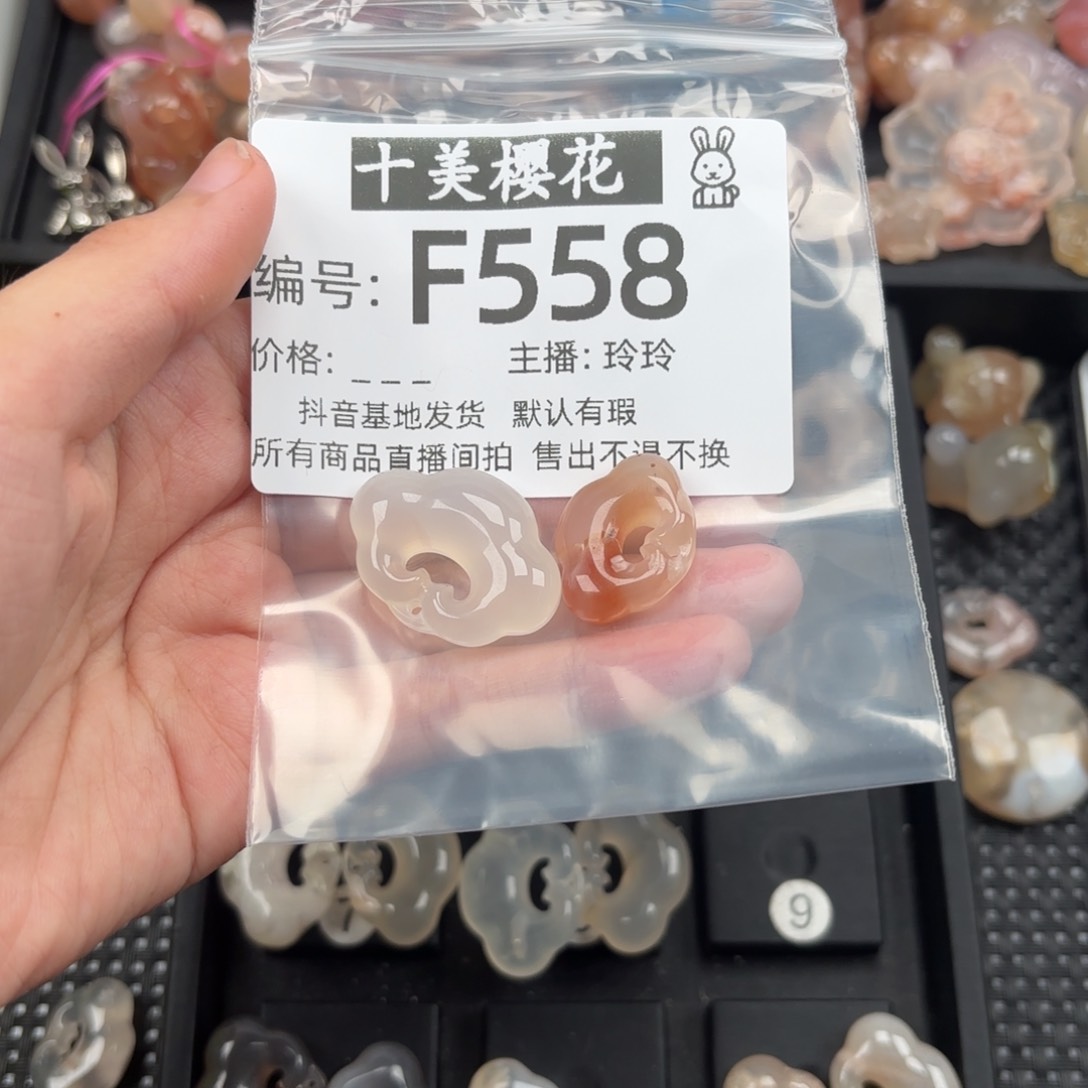 十美樱花
编号: F558
价格: _ _ _ 主播: 玲玲
抖音基地发货 默认有瑕
所有商品直播间拍 售出不退不换
9